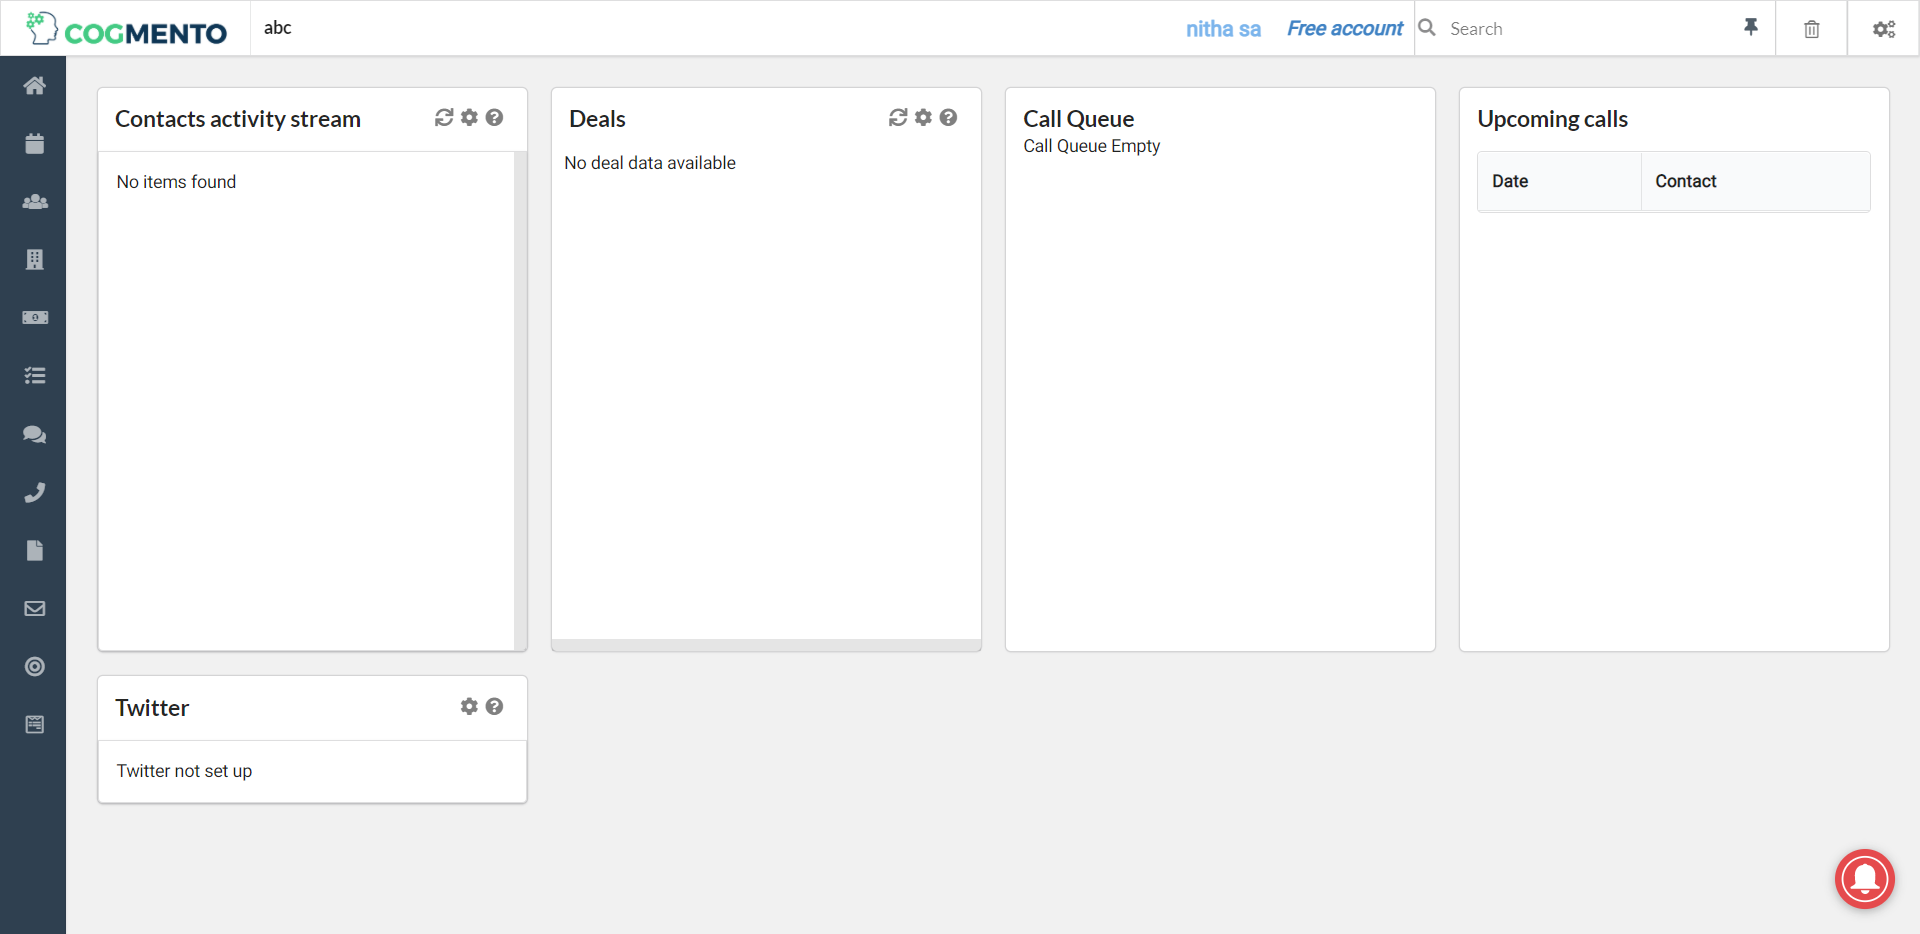 COGMENTO
abc
nitha sa
Free account
Search
Contacts activity stream
No items found
Deals
No deal data available
Call Queue
Call Queue Empty
Upcoming calls
Date
Contact
Twitter
Twitter not set up